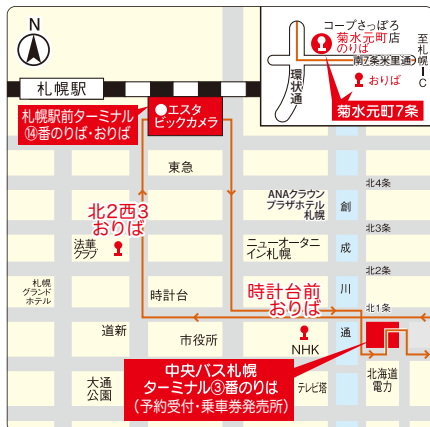 N
札幌駅
札幌駅前ターミナル
⑭番のりば・おりば
エスタ
ビックカメラ
コープさっぽろ
菊水元町店
のりば
至札幌IC
南7条米里通
おりば
環状通
菊水元町7条
東急
北4条
ANAクラウン
プラザホテル
札幌
創成川通
北2西3
おりば
北3条
法華
クラブ
ニューオータニ
イン札幌
北2条
札幌
グランド
ホテル
時計台
時計台前
おりば
北1条
道新
市役所
NHK
中央バス札幌
ターミナル③番のりば
(予約受付・乗車券発売所)
大通
公園
テレビ塔
北海道
電力